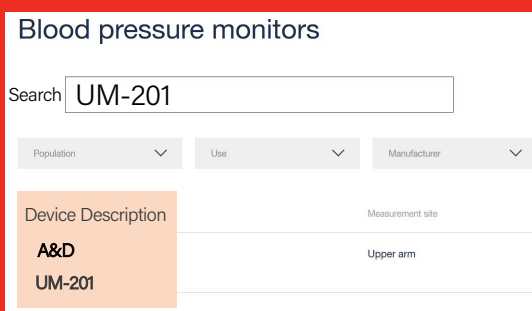 Blood pressure monitors
Search UM-201
Population Use Manufacturer
Device Description Measurement site
A&D Upper arm
UM-201